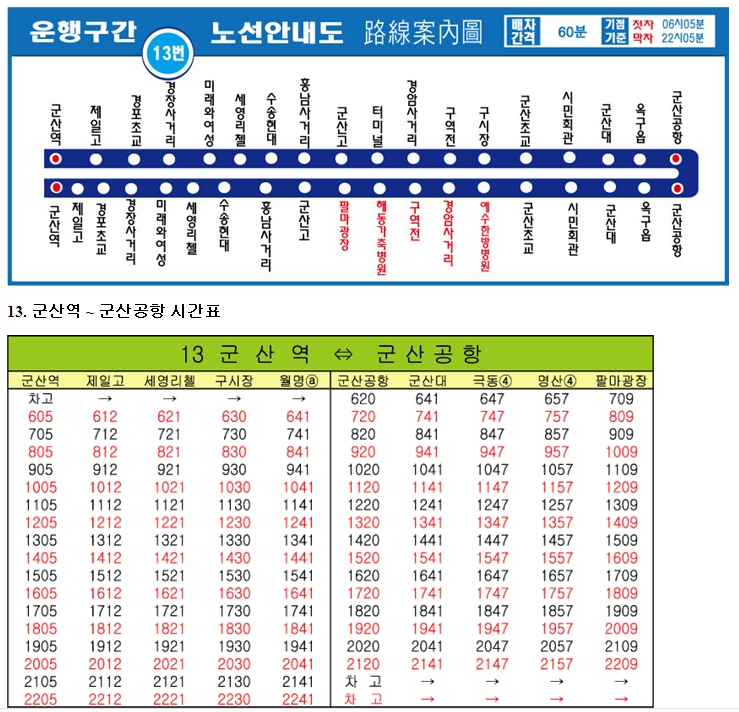 운행구간 13번 노선안내도 路線案內圖 배차간격 60분 기점기준 첫차 06시05분 막차 22시05분
군산역 제일고 경포초교 경장사거리 미래와여성 세영리첼 수송현대 흥남사거리 군산고 터미널 경암사거리 구역전 구시장 군산초교 시민회관 군산대 옥구읍 군산공항
군산역 제일고 경포초교 경장사거리 미래와여성 세영리첼 수송현대 흥남사거리 군산고 팔마광장 해동가축병원 구역전 경암사거리 예수한방병원 군산초교 시민회관 군산대 옥구읍 군산공항
13. 군산역 ~ 군산공항 시간표
13 군 산 역 ⇔ 군 산 공 항
군산역 제일고 세영리첼 구시장 월명ⓐ 군산공항 군산대 극동④ 명산④ 팔마광장
차고 → → → → 620 641 647 657 709
605 612 621 630 641 720 741 747 757 809
705 712 721 730 741 820 841 847 857 909
805 812 821 830 841 920 941 947 957 1009
905 912 921 930 941 1020 1041 1047 1057 1109
1005 1012 1021 1030 1041 1120 1141 1147 1157 1209
1105 1112 1121 1130 1141 1220 1241 1247 1257 1309
1205 1212 1221 1230 1241 1320 1341 1347 1357 1409
1305 1312 1321 1330 1341 1420 1441 1447 1457 1509
1405 1412 1421 1430 1441 1520 1541 1547 1557 1609
1505 1512 1521 1530 1541 1620 1641 1647 1657 1709
1605 1612 1621 1630 1641 1720 1741 1747 1757 1809
1705 1712 1721 1730 1741 1820 1841 1847 1857 1909
1805 1812 1821 1830 1841 1920 1941 1947 1957 2009
1905 1912 1921 1930 1941 2020 2041 2047 2057 2109
2005 2012 2021 2030 2041 2120 2141 2147 2157 2209
2105 2112 2121 2130 2141 차 고 → → → →
2205 2212 2221 2230 2241 차 고 → → → →